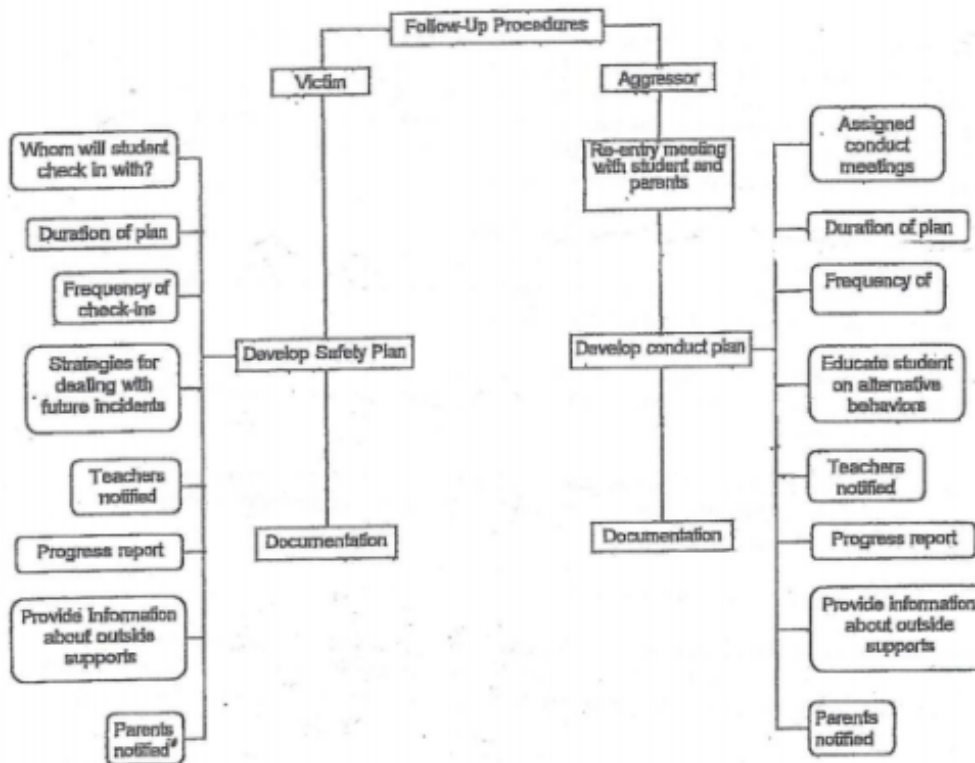 Follow-Up Procedures
Victim
Aggressor
Whom will student
check in with?
Duration of plan
Frequency of
check-ins
Strategies for
dealing with
future incidents
Teachers
notified
Progress report
Provide Information
about outside
supports
Parents
notified*
Develop Safety Plan
Documentation
Re-entry meeting
with student and
parents
Develop conduct plan
Documentation
Assigned
conduct
meetings
Duration of plan
Frequency of
Educate student
on alternative
behaviors
Teachers
notified
Progress report
Provide information
about outside
supports
Parents
notified